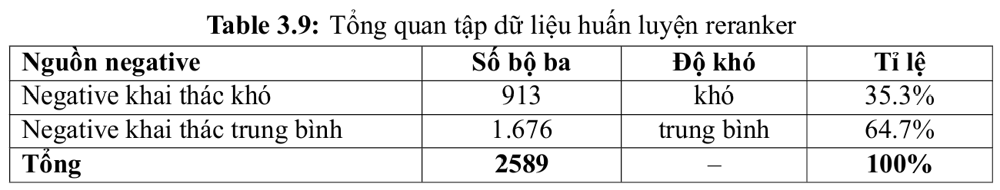 Table 3.9: Tổng quan tập dữ liệu huấn luyện reranker
Nguồn negative Số bộ ba Độ khó Tỉ lệ
Negative khai thác khó 913 khó 35.3%
Negative khai thác trung bình 1.676 trung bình 64.7%
Tổng 2589 – 100%